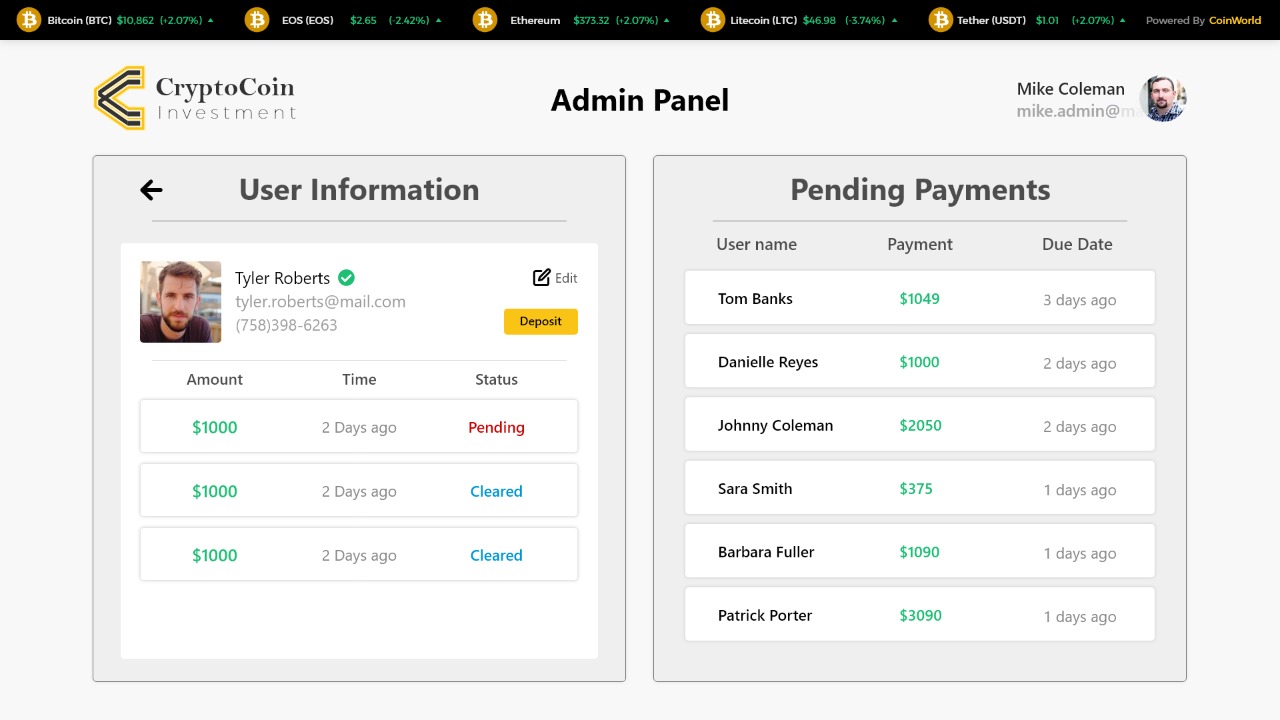 Bitcoin (BTC) $10,862 (+2.07%) EOS (EOS) $2.65 (-2.42%) Ethereum $373.32 (+2.07%) Litecoin (LTC) $46.98 (-3.74%) Tether (USDT) $1.01 (+2.07%) Powered By CoinWorld
CryptoCoin
Investment
Admin Panel
Mike Coleman
mike.admin@m
User Information
Tyler Roberts
Edit
tyler.roberts@mail.com
(758)398-6263
Deposit
Amount Time Status
$1000 2 Days ago Pending
$1000 2 Days ago Cleared
$1000 2 Days ago Cleared
Pending Payments
User name Payment Due Date
Tom Banks $1049 3 days ago
Danielle Reyes $1000 2 days ago
Johnny Coleman $2050 2 days ago
Sara Smith $375 1 days ago
Barbara Fuller $1090 1 days ago
Patrick Porter $3090 1 days ago